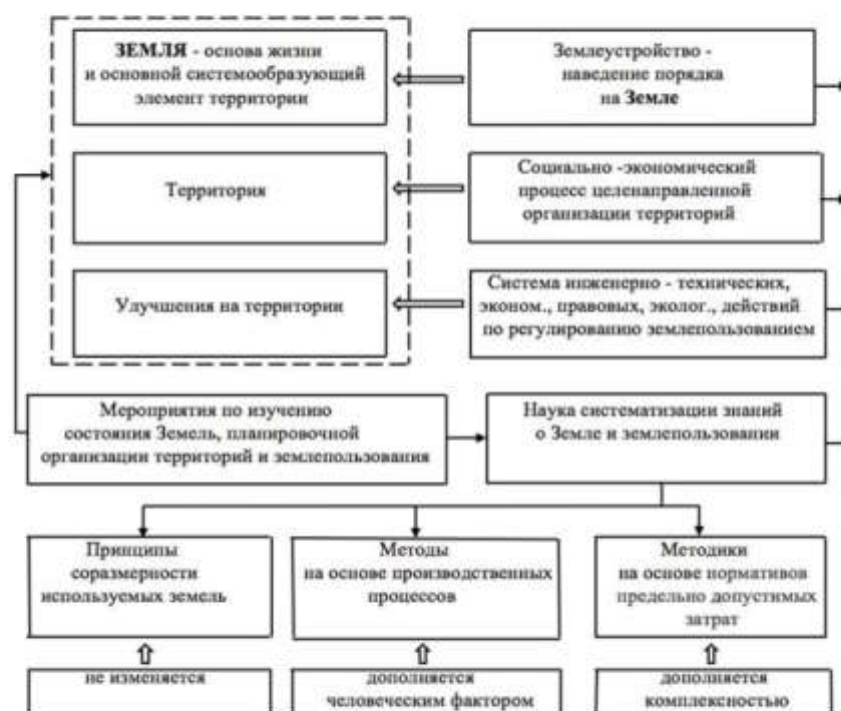 ЗЕМЛЯ - основа жизни
и основной системообразующий
элемент территории
Землеустройство -
наведение порядка
на Земле
Территория
Социально -экономический
процесс целенаправленной
организации территорий
Улучшения на территории
Система инженерно - технических,
эконом., правовых, эколог., действий
по регулированию землепользованием
Мероприятия по изучению
состояния Земель, планировочной
организации территорий и землепользования
Наука систематизации знаний
о Земле и землепользовании
Принципы
соразмерности
используемых земель
Методы
на основе производственных
процессов
Методики
на основе нормативов
предельно допустимых
затрат
не изменяется
дополняется
человеческим фактором
дополняется
комплексностью